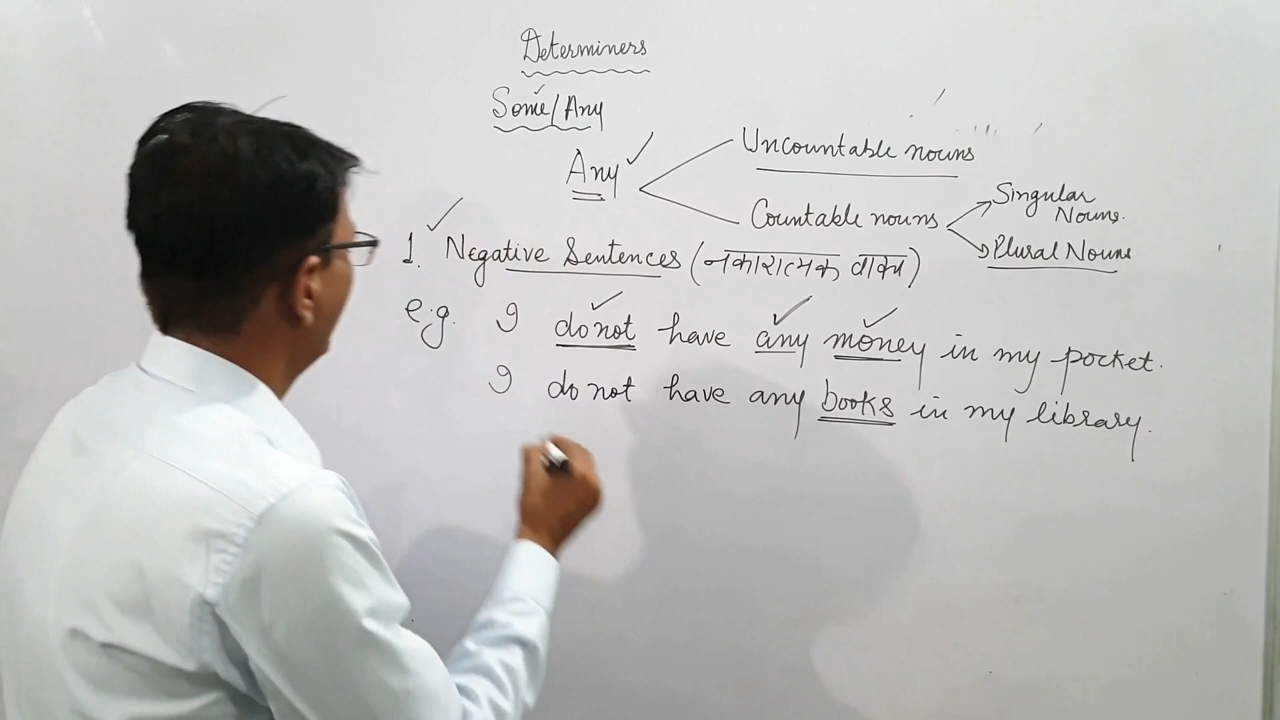 Determiners
Some/Any
Any
Uncountable nouns
Countable nouns
Singular
Nouns.
Plural Nouns
1. Negative Sentences (नकारात्मक वाक्य)
e.g. I do not have any money in my pocket.
I do not have any books in my library.